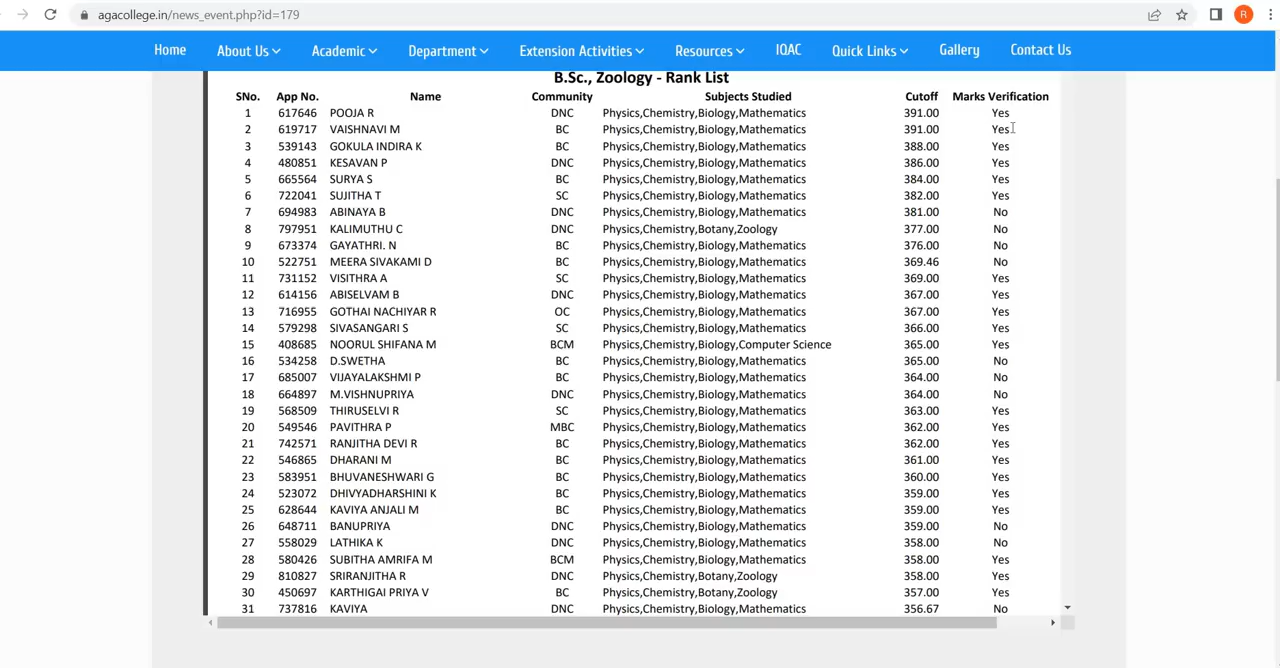 agacollege.in/news_event.php?id=179
R
Home About Us Academic Department Extension Activities Resources IQAC Quick Links Gallery Contact Us
B.Sc., Zoology - Rank List
SNo. App No. Name Community Subjects Studied Cutoff Marks Verification
1 617646 POOJA R DNC Physics,Chemistry,Biology,Mathematics 391.00 Yes
2 619717 VAISHNAVI M BC Physics,Chemistry,Biology,Mathematics 391.00 Yes
3 539143 GOKULA INDIRA K BC Physics,Chemistry,Biology,Mathematics 388.00 Yes
4 480851 KESAVAN P DNC Physics,Chemistry,Biology,Mathematics 386.00 Yes
5 665564 SURYA S BC Physics,Chemistry,Biology,Mathematics 384.00 Yes
6 722041 SUJITHA T SC Physics,Chemistry,Biology,Mathematics 382.00 Yes
7 694983 ABINAYA B DNC Physics,Chemistry,Biology,Mathematics 381.00 No
8 797951 KALIMUTHU C DNC Physics,Chemistry,Botany,Zoology 377.00 No
9 673374 GAYATHRI. N BC Physics,Chemistry,Biology,Mathematics 376.00 No
10 522751 MEERA SIVAKAMI D BC Physics,Chemistry,Biology,Mathematics 369.46 No
11 731152 VISITHRA A SC Physics,Chemistry,Biology,Mathematics 369.00 Yes
12 614156 ABISELVAM B DNC Physics,Chemistry,Biology,Mathematics 367.00 Yes
13 716955 GOTHAI NACHIYAR R OC Physics,Chemistry,Biology,Mathematics 367.00 Yes
14 579298 SIVASANGARI S SC Physics,Chemistry,Biology,Mathematics 366.00 Yes
15 408685 NOORUL SHIFANA M BCM Physics,Chemistry,Biology,Computer Science 365.00 Yes
16 534258 D.SWETHA BC Physics,Chemistry,Biology,Mathematics 365.00 No
17 685007 VIJAYALAKSHMI P BC Physics,Chemistry,Biology,Mathematics 364.00 No
18 664897 M.VISHNUPRIYA DNC Physics,Chemistry,Biology,Mathematics 364.00 No
19 568509 THIRUSELVI R SC Physics,Chemistry,Biology,Mathematics 363.00 Yes
20 549546 PAVITHRA P MBC Physics,Chemistry,Biology,Mathematics 362.00 Yes
21 742571 RANJITHA DEVI R BC Physics,Chemistry,Biology,Mathematics 362.00 Yes
22 546865 DHARANI M BC Physics,Chemistry,Biology,Mathematics 361.00 Yes
23 583951 BHUVANESHWARI G BC Physics,Chemistry,Biology,Mathematics 360.00 Yes
24 523072 DHIVYADHARSHINI K BC Physics,Chemistry,Biology,Mathematics 359.00 Yes
25 628644 KAVIYA ANJALI M BC Physics,Chemistry,Biology,Mathematics 359.00 Yes
26 648711 BANUPRIYA DNC Physics,Chemistry,Biology,Mathematics 359.00 No
27 558029 LATHIKA K DNC Physics,Chemistry,Biology,Mathematics 358.00 No
28 580426 SUBITHA AMRIFA M BCM Physics,Chemistry,Biology,Mathematics 358.00 Yes
29 810827 SRIRANJITHA R DNC Physics,Chemistry,Botany,Zoology 358.00 Yes
30 450697 KARTHIGAI PRIYA V BC Physics,Chemistry,Botany,Zoology 357.00 Yes
31 737816 KAVIYA DNC Physics,Chemistry,Biology,Mathematics 356.67 No